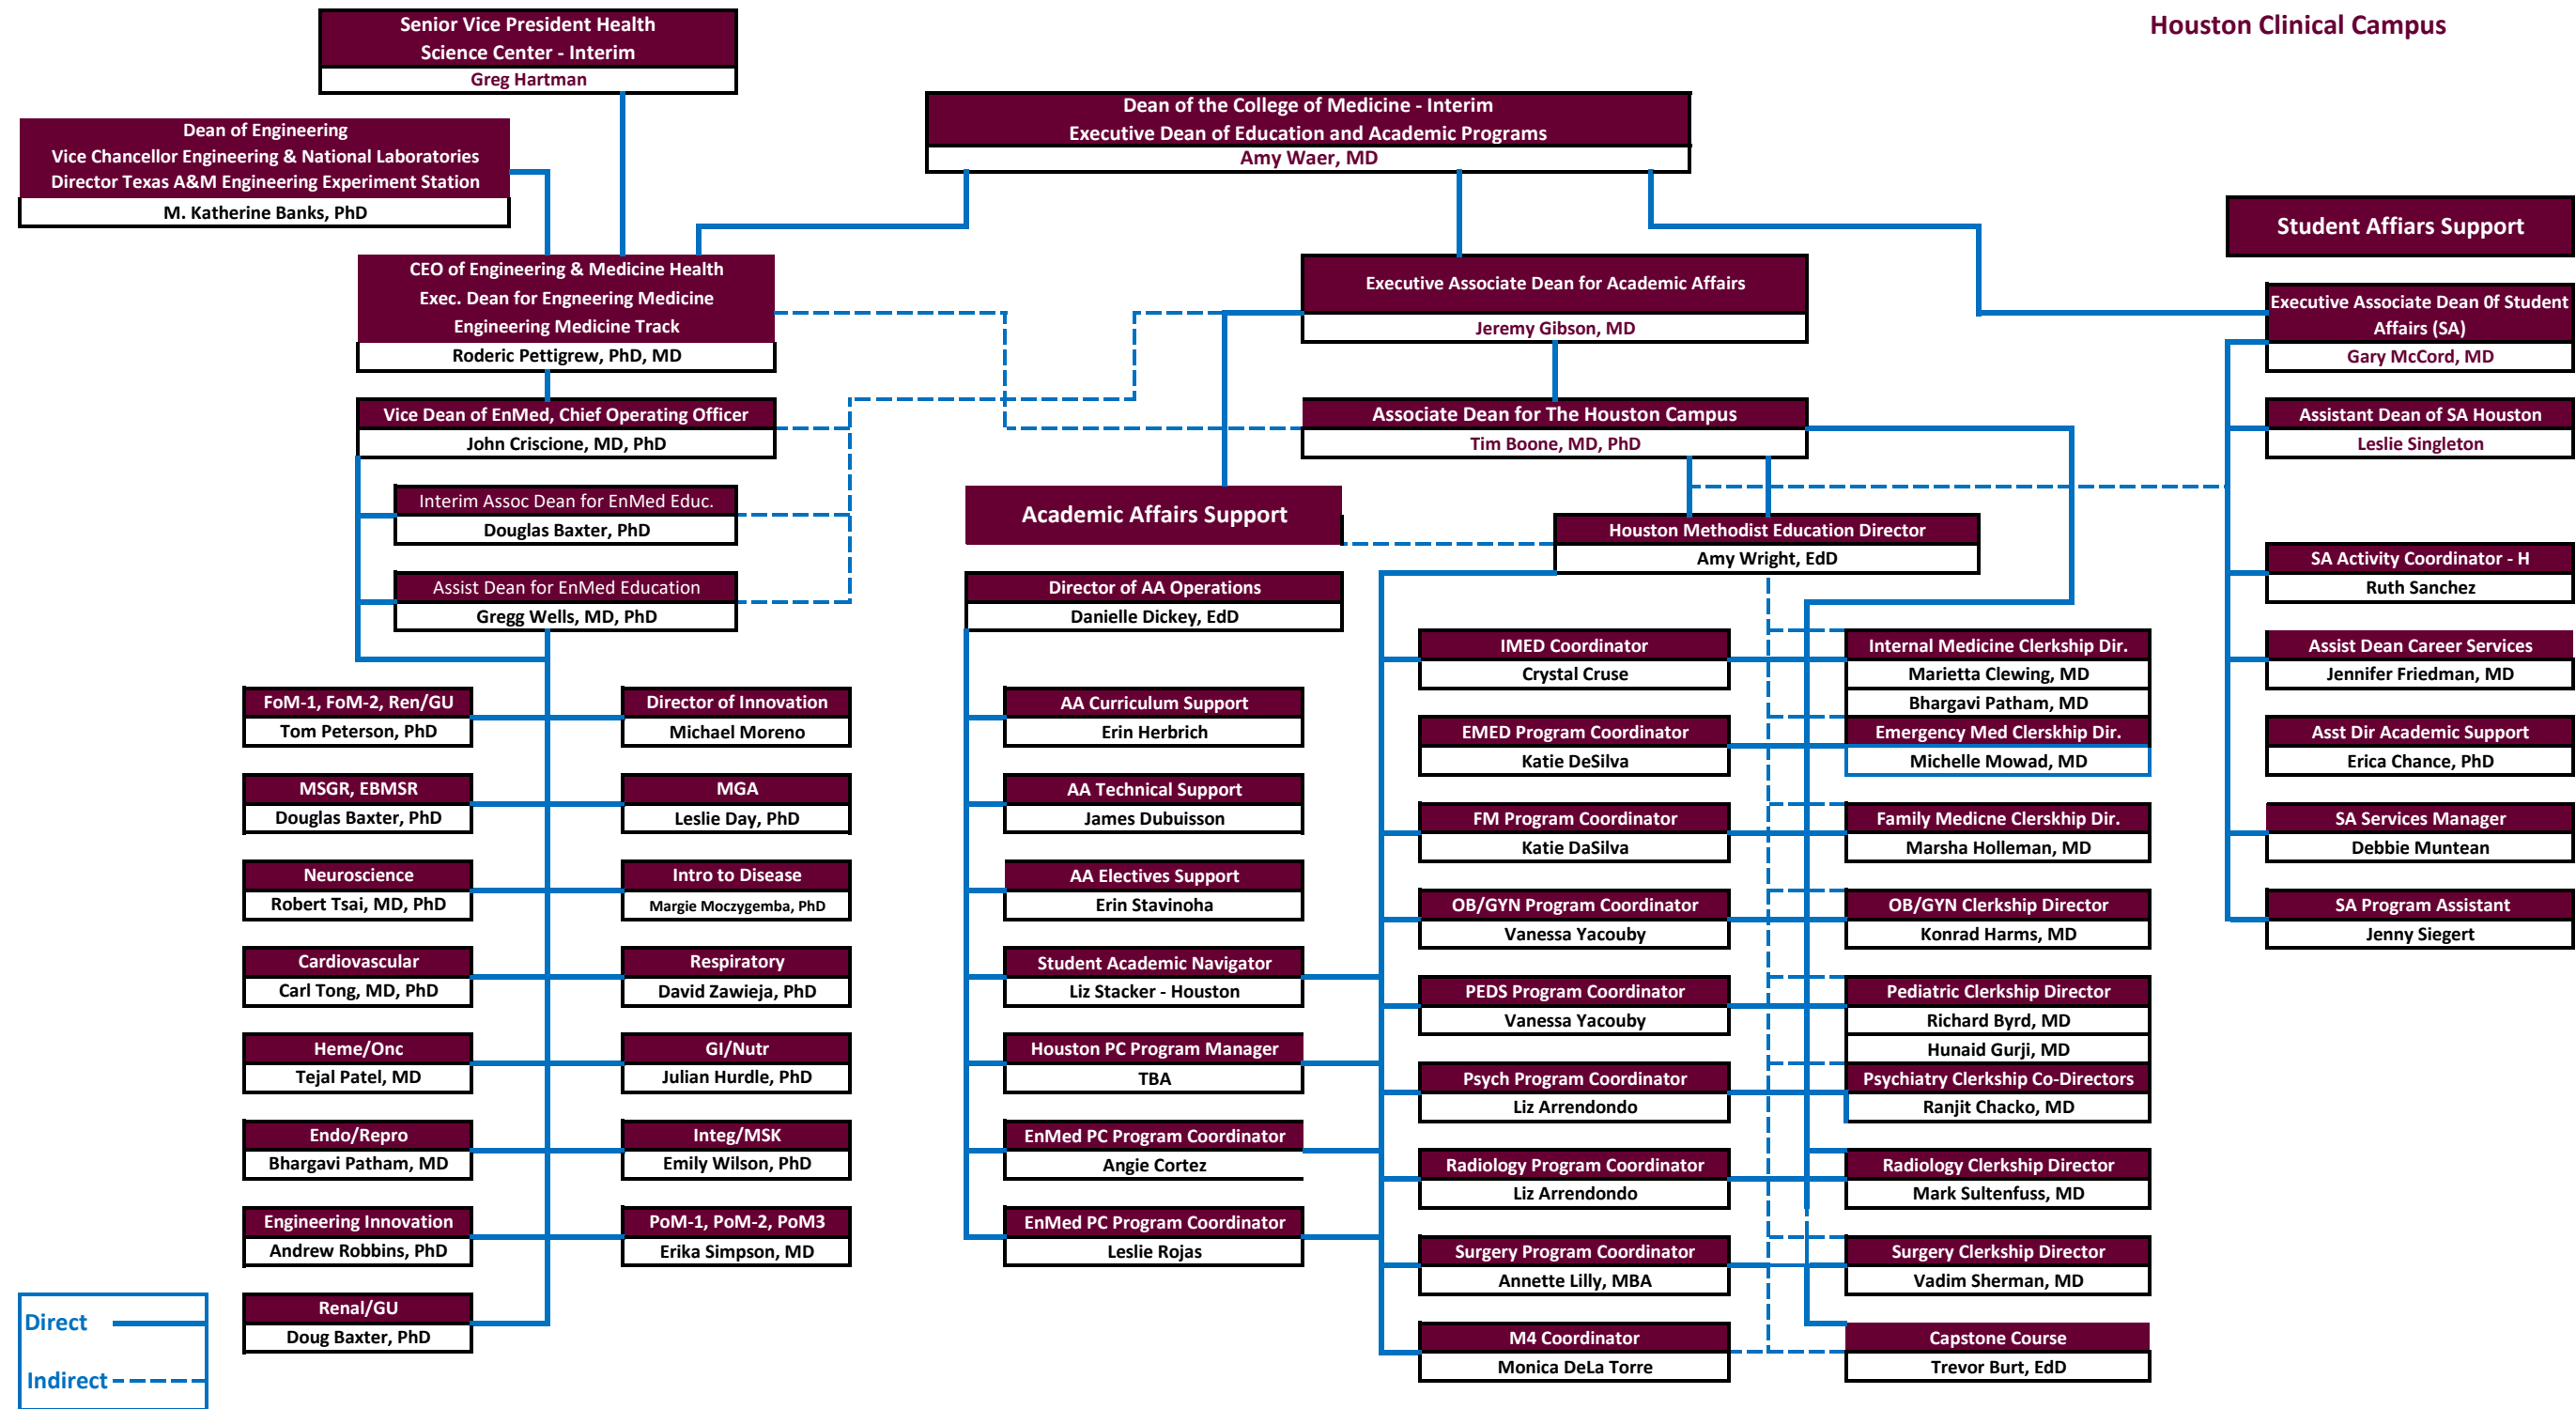 Houston Clinical Campus
Senior Vice President Health
Science Center - Interim
Greg Hartman
Dean of the College of Medicine - Interim
Executive Dean of Education and Academic Programs
Amy Waer, MD
Dean of Engineering
Vice Chancellor Engineering & National Laboratories
Director Texas A&M Engineering Experiment Station
M. Katherine Banks, PhD
Student Affiars Support
CEO of Engineering & Medicine Health
Exec. Dean for Engneering Medicine
Engineering Medicine Track
Roderic Pettigrew, PhD, MD
Executive Associate Dean for Academic Affairs
Jeremy Gibson, MD
Executive Associate Dean 0f Student
Affairs (SA)
Gary McCord, MD
Vice Dean of EnMed, Chief Operating Officer
John Criscione, MD, PhD
Associate Dean for The Houston Campus
Tim Boone, MD, PhD
Assistant Dean of SA Houston
Leslie Singleton
Interim Assoc Dean for EnMed Educ.
Douglas Baxter, PhD
Academic Affairs Support
Houston Methodist Education Director
Amy Wright, EdD
SA Activity Coordinator - H
Ruth Sanchez
Assist Dean for EnMed Education
Gregg Wells, MD, PhD
Director of AA Operations
Danielle Dickey, EdD
IMED Coordinator
Crystal Cruse
Internal Medicine Clerkship Dir.
Marietta Clewing, MD
Bhargavi Patham, MD
Assist Dean Career Services
Jennifer Friedman, MD
FoM-1, FoM-2, Ren/GU
Tom Peterson, PhD
Director of Innovation
Michael Moreno
AA Curriculum Support
Erin Herbrich
EMED Program Coordinator
Katie DeSilva
Emergency Med Clerskhip Dir.
Michelle Mowad, MD
Asst Dir Academic Support
Erica Chance, PhD
MSGR, EBMSR
Douglas Baxter, PhD
MGA
Leslie Day, PhD
AA Technical Support
James Dubuisson
FM Program Coordinator
Katie DaSilva
Family Medicne Clerskhip Dir.
Marsha Holleman, MD
SA Services Manager
Debbie Muntean
Neuroscience
Robert Tsai, MD, PhD
Intro to Disease
Margie Moczygemba, PhD
AA Electives Support
Erin Stavinoha
OB/GYN Program Coordinator
Vanessa Yacouby
OB/GYN Clerkship Director
Konrad Harms, MD
SA Program Assistant
Jenny Siegert
Cardiovascular
Carl Tong, MD, PhD
Respiratory
David Zawieja, PhD
Student Academic Navigator
Liz Stacker - Houston
PEDS Program Coordinator
Vanessa Yacouby
Pediatric Clerkship Director
Richard Byrd, MD
Hunaid Gurji, MD
Heme/Onc
Tejal Patel, MD
GI/Nutr
Julian Hurdle, PhD
Houston PC Program Manager
TBA
Psych Program Coordinator
Liz Arrendondo
Psychiatry Clerkship Co-Directors
Ranjit Chacko, MD
Endo/Repro
Bhargavi Patham, MD
Integ/MSK
Emily Wilson, PhD
EnMed PC Program Coordinator
Angie Cortez
Radiology Program Coordinator
Liz Arrendondo
Radiology Clerkship Director
Mark Sultenfuss, MD
Engineering Innovation
Andrew Robbins, PhD
PoM-1, PoM-2, PoM3
Erika Simpson, MD
EnMed PC Program Coordinator
Leslie Rojas
Surgery Program Coordinator
Annette Lilly, MBA
Surgery Clerkship Director
Vadim Sherman, MD
Renal/GU
Doug Baxter, PhD
M4 Coordinator
Monica DeLa Torre
Capstone Course
Trevor Burt, EdD
Direct
Indirect